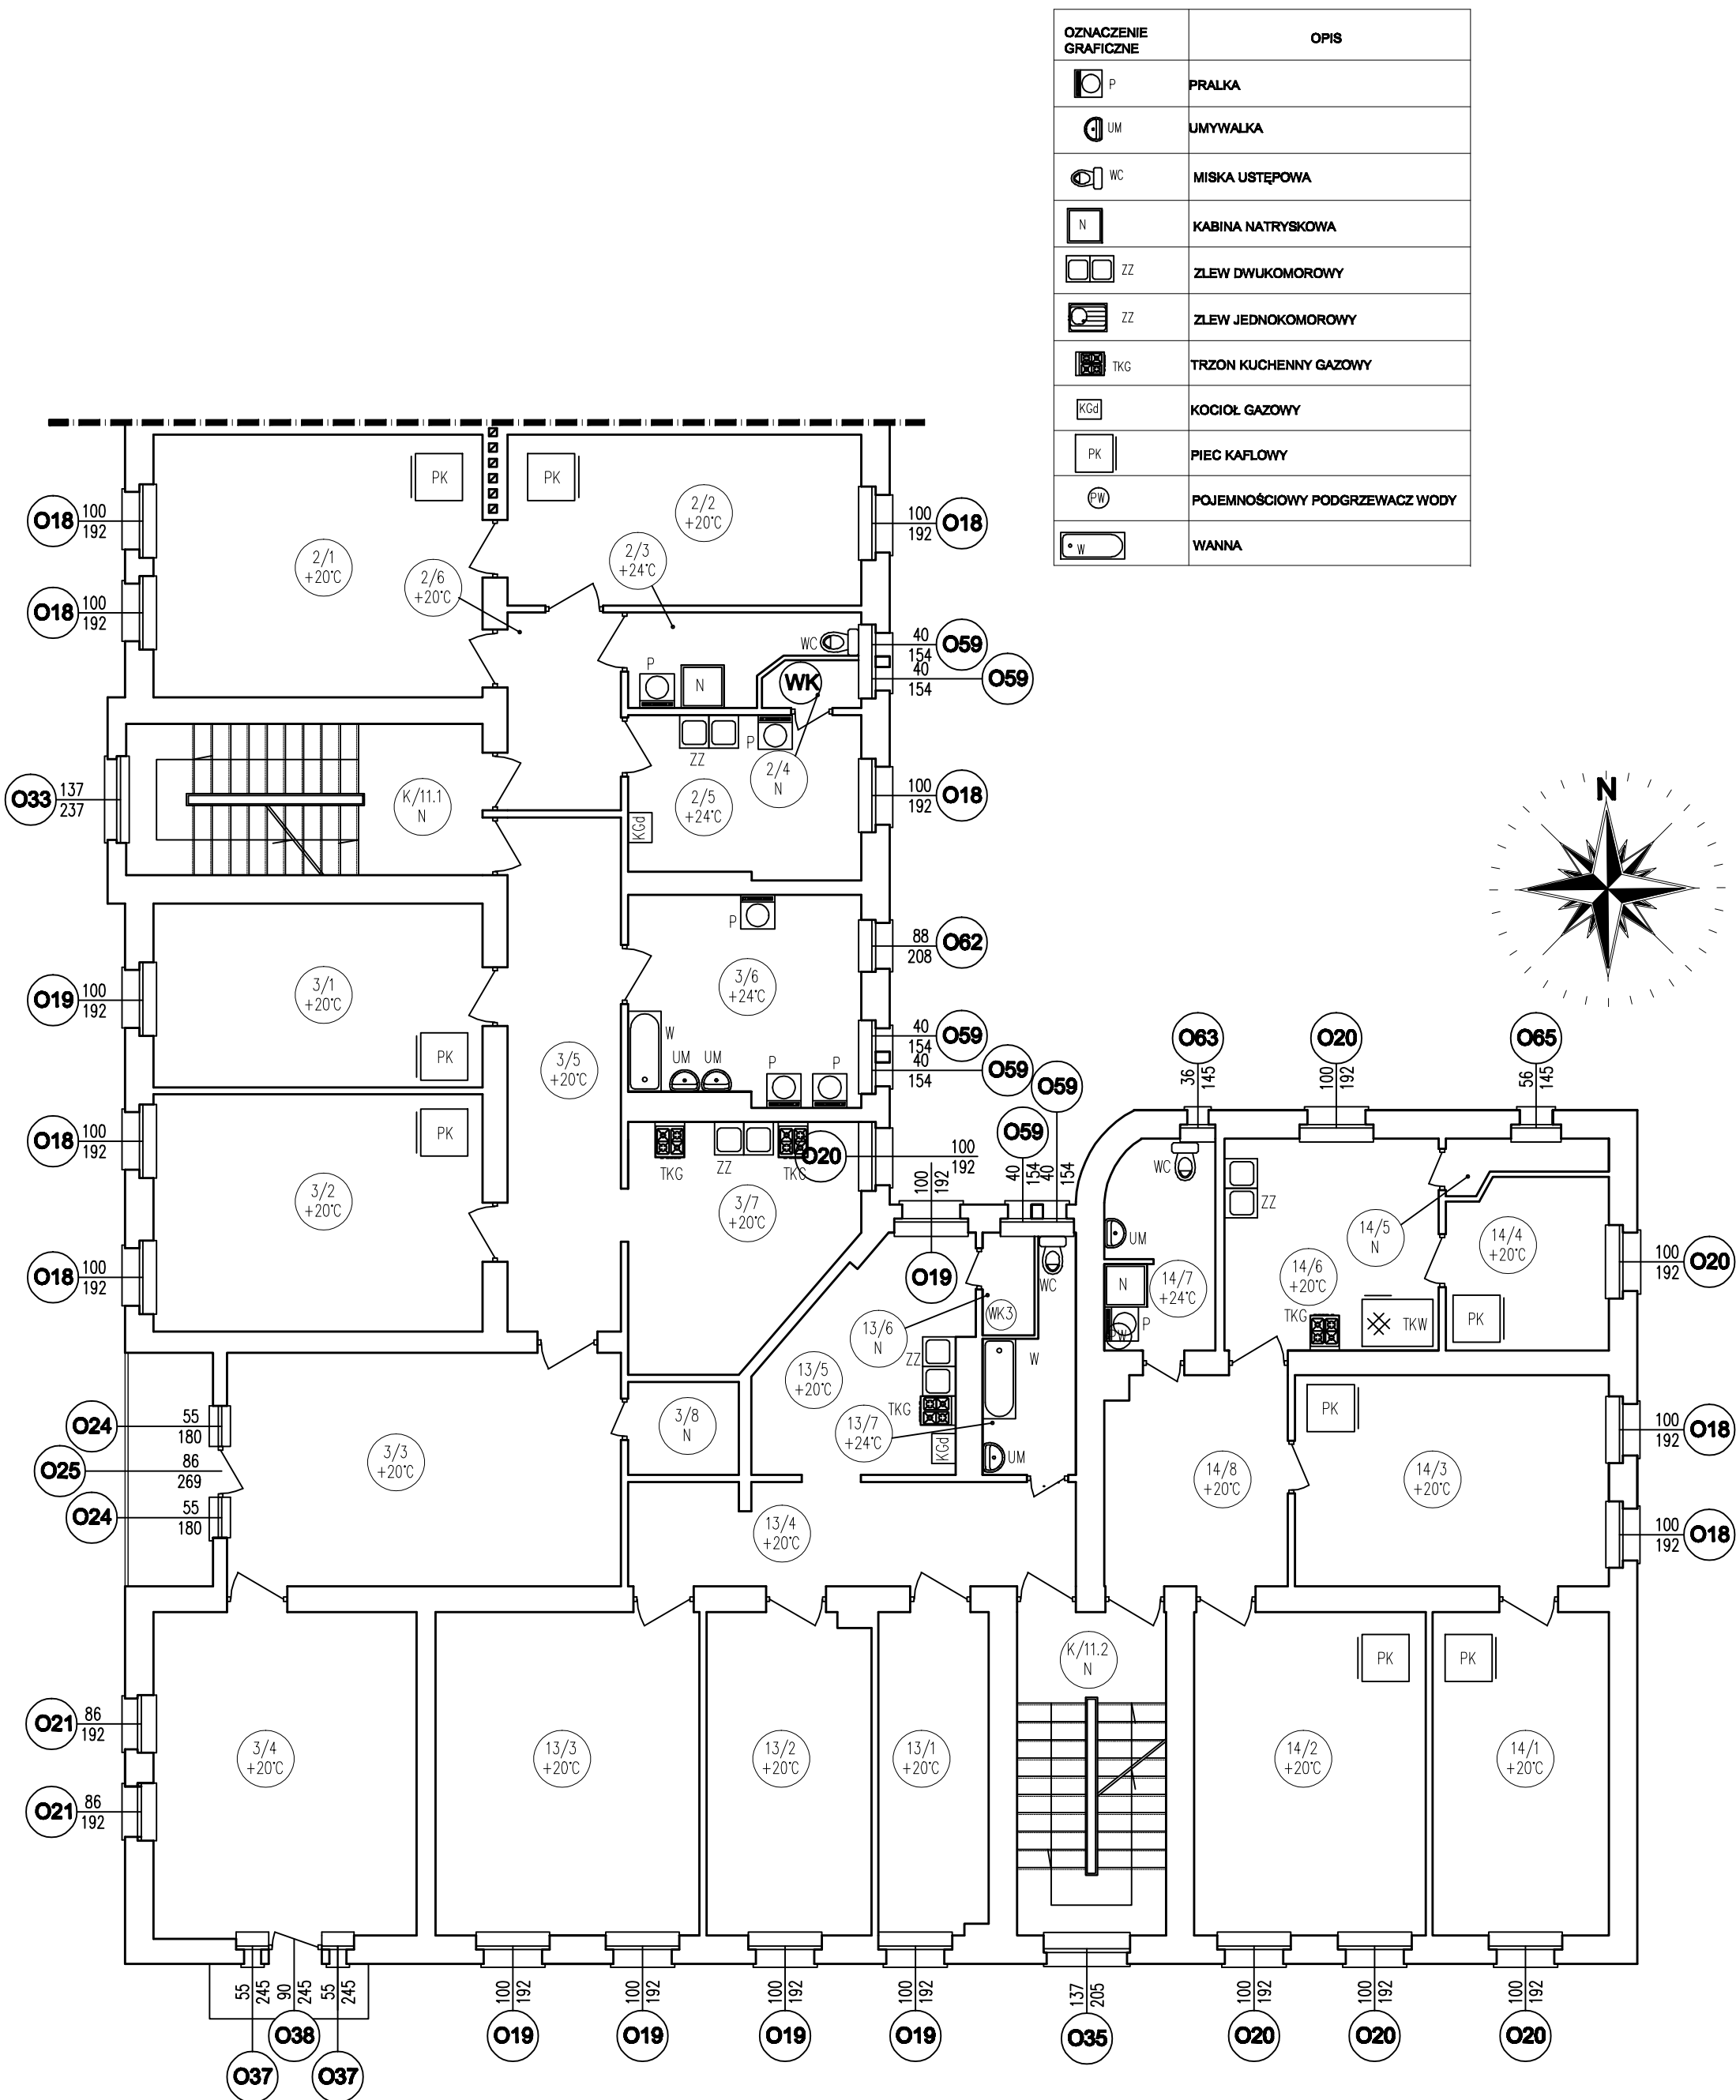 OZNACZENIE
GRAFICZNE
OPIS
P
PRALKA
UM
UMYWALKA
WC
MISKA USTĘPOWA
N
KABINA NATRYSKOWA
ZZ
ZLEW DWUKOMOROWY
ZZ
ZLEW JEDNOKOMOROWY
TKG
TRZON KUCHENNY GAZOWY
KGd
KOCIOŁ GAZOWY
PK
PIEC KAFLOWY
PW
POJEMNOŚCIOWY PODGRZEWACZ WODY
W
WANNA
PK
PK
O18
100
192
2/1
+20°C
2/2
+20°C
100
192
O18
2/3
+24°C
2/6
+20°C
O18
100
192
WC
40
154
O59
P
N
WK
40
154
O59
ZZ
P
2/4
N
O33
137
237
K/11.1
N
2/5
+24°C
KGd
100
192
O18
N
P
88
208
O62
O19
100
192
3/1
+20°C
3/6
+24°C
PK
W
UM
UM
P
P
40
154
O59
40
154
O59
O59
3/5
+20°C
O63
36
145
O20
100
192
O65
56
145
O18
100
192
PK
TKG
ZZ
TKG
O20
100
192
O59
40
154
40
154
100
192
O19
WC
ZZ
3/2
+20°C
3/7
+20°C
UM
14/5
N
14/4
+20°C
O18
100
192
WC
N
14/7
+24°C
14/6
+20°C
100
192
O20
13/6
N
WK3
P
PW
TKG
TKW
PK
ZZ
W
13/5
+20°C
TKG
13/7
+24°C
KGd
UM
O24
55
180
3/8
N
PK
100
192
O18
O25
86
269
3/3
+20°C
14/8
+20°C
14/3
+20°C
O24
55
180
13/4
+20°C
100
192
O18
K/11.2
N
PK
PK
O21
86
192
3/4
+20°C
13/3
+20°C
13/2
+20°C
13/1
+20°C
14/2
+20°C
14/1
+20°C
O21
86
192
55
245
90
245
55
245
100
192
100
192
100
192
100
192
137
205
100
192
100
192
100
192
O38
O19
O19
O19
O19
O35
O20
O20
O20
O37
O37